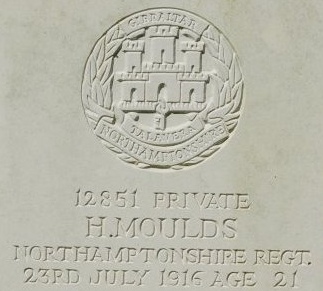 GIBRALTAR
TALAVERA
NORTHAMPTONSHIRE
12851 PRIVATE
H.MOULDS
NORTHAMPTONSHIRE REGT.
23RD JULY 1916 AGE 21